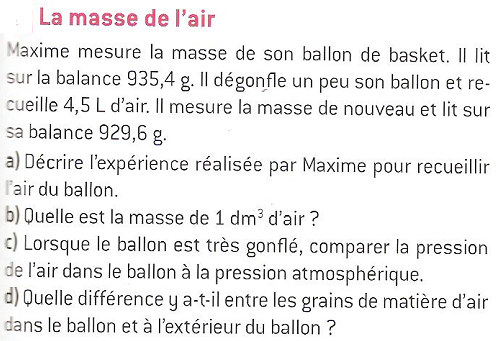 La masse de l'air
Maxime mesure la masse de son ballon de basket. Il lit
sur la balance 935,4 g. Il dégonfle un peu son ballon et re-
cueille 4,5 L d'air. Il mesure la masse de nouveau et lit sur
sa balance 929,6 g.
a) Décrire l'expérience réalisée par Maxime pour recueillir
l'air du ballon.
b) Quelle est la masse de 1 dm³ d'air ?
c) Lorsque le ballon est très gonflé, comparer la pression
de l'air dans le ballon à la pression atmosphérique.
d) Quelle différence y a-t-il entre les grains de matière d'air
dans le ballon et à l'extérieur du ballon ?